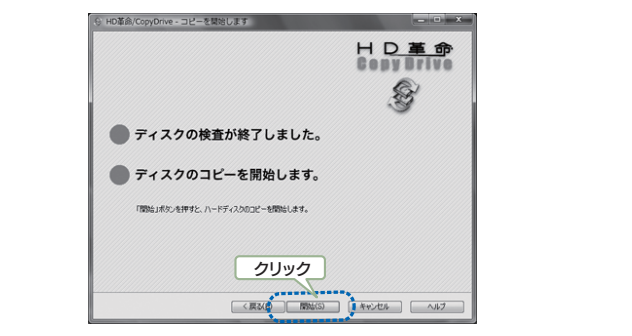 HD革命/CopyDrive - コピーを開始します
HD革命
CopyDrive
ディスクの検査が終了しました。
ディスクのコピーを開始します。
「開始」ボタンを押すと、ハードディスクのコピーを開始します。
クリック
< 戻る(B) 開始(S) キャンセル ヘルプ